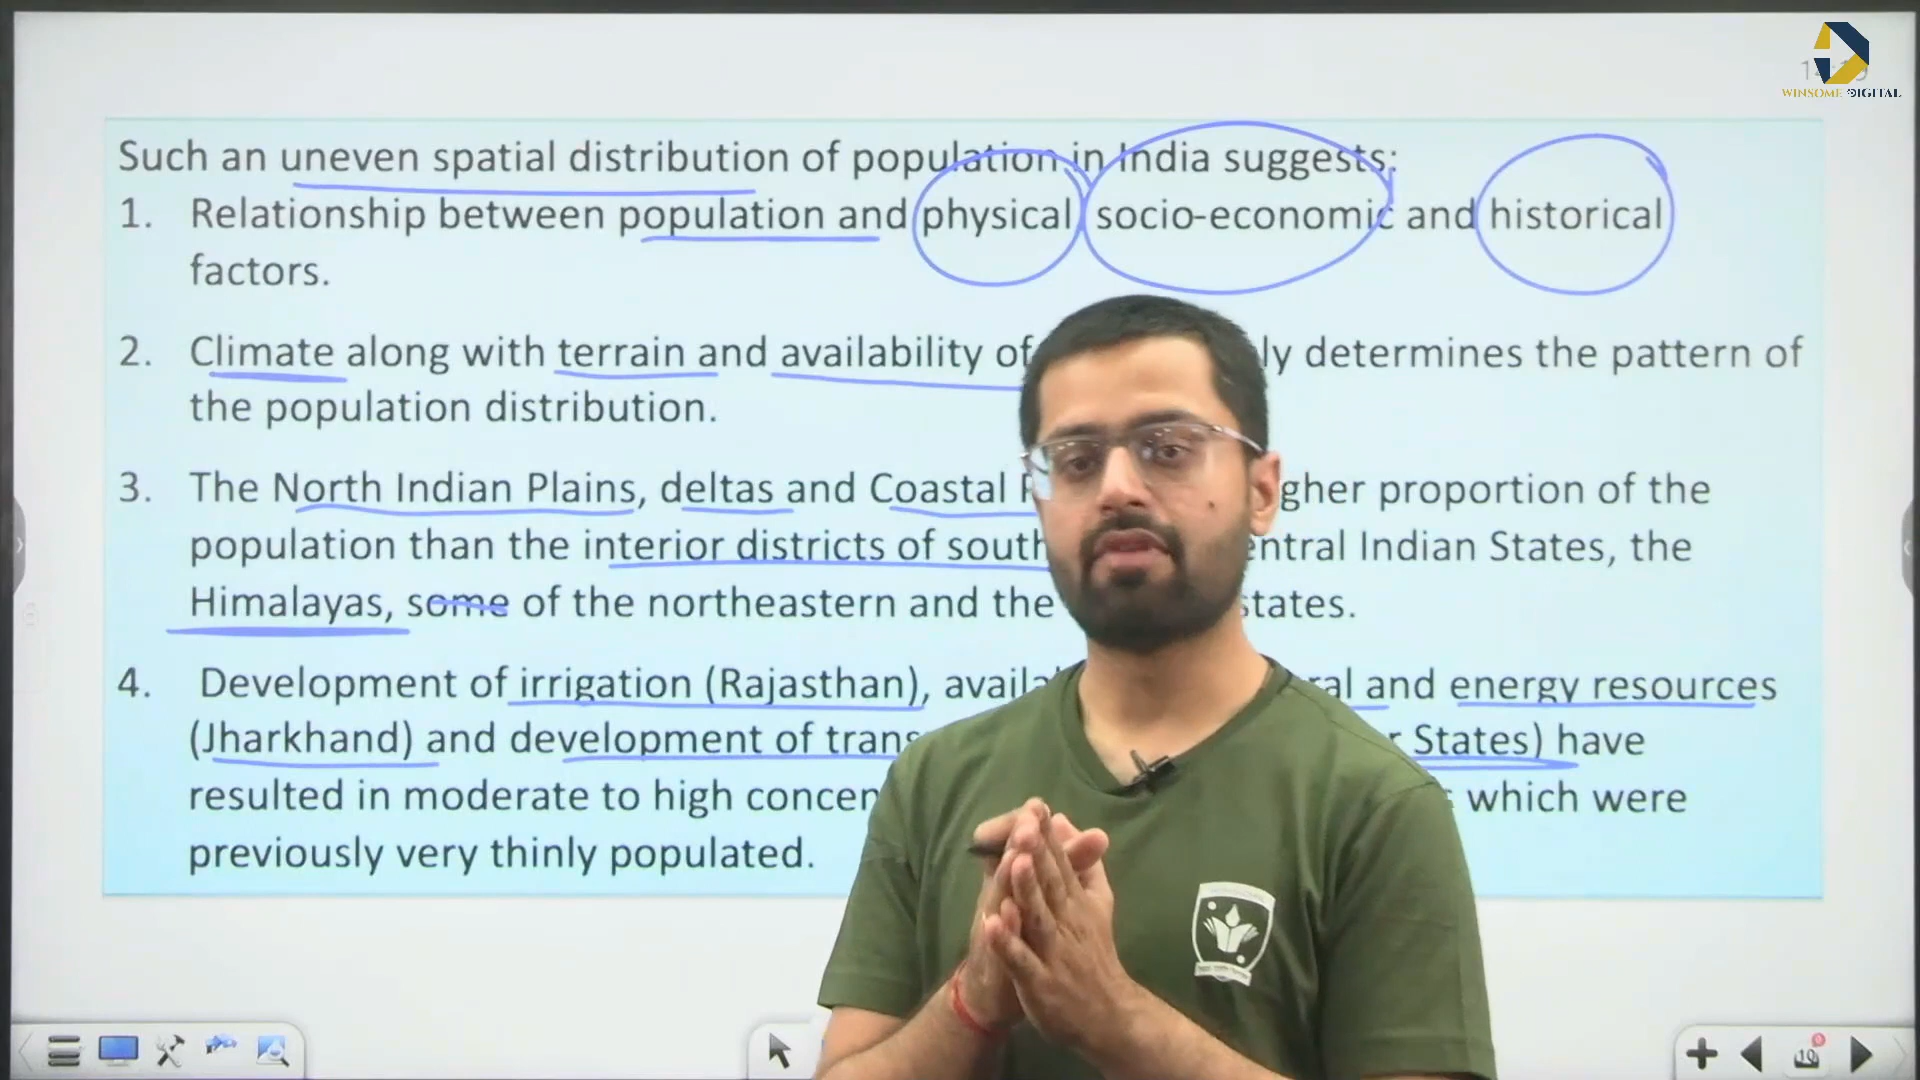 WINSOME DIGITAL
Such an uneven spatial distribution of population in India suggests:
1. Relationship between population and physical socio-economic and historical
factors.
2. Climate along with terrain and availability of ly determines the pattern of
the population distribution.
3. The North Indian Plains, deltas and Coastal gher proportion of the
population than the interior districts of south entral Indian States, the
Himalayas, some of the northeastern and the states.
4. Development of irrigation (Rajasthan), availa ral and energy resources
(Jharkhand) and development of trans r States) have
resulted in moderate to high concen which were
previously very thinly populated.
10